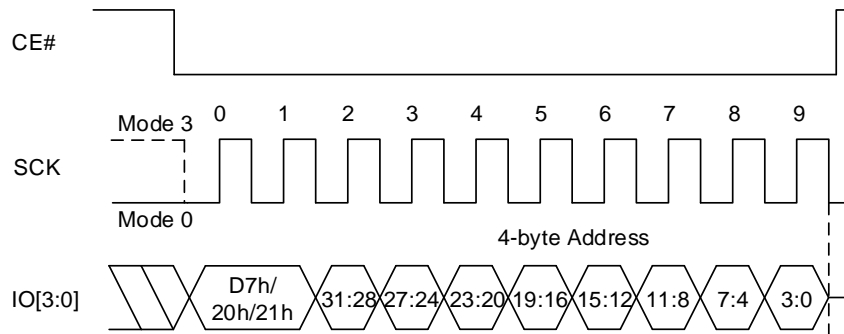 CE#
0 1 2 3 4 5 6 7 8 9
Mode 3
SCK
Mode 0
4-byte Address
IO[3:0]
D7h/
20h/21h
31:28 27:24 23:20 19:16 15:12 11:8 7:4 3:0